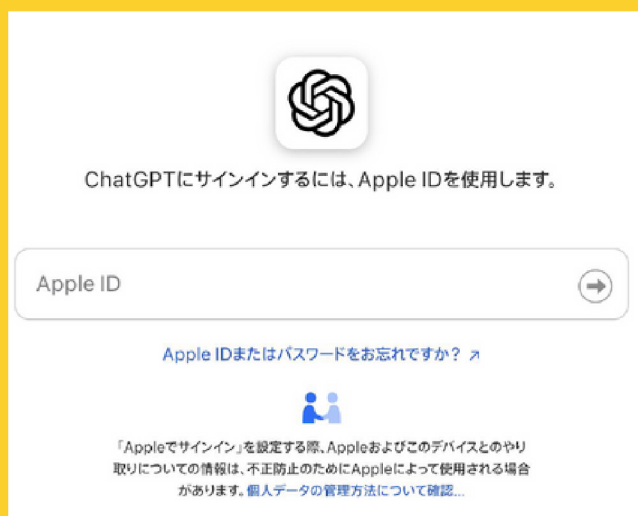 ChatGPTにサインインするには、Apple IDを使用します。
Apple ID
Apple IDまたはパスワードをお忘れですか？ ↗
「Appleでサインイン」を設定する際、Appleおよびこのデバイスとのやり
取りについての情報は、不正防止のためにAppleによって使用される場合
があります。個人データの管理方法について確認...